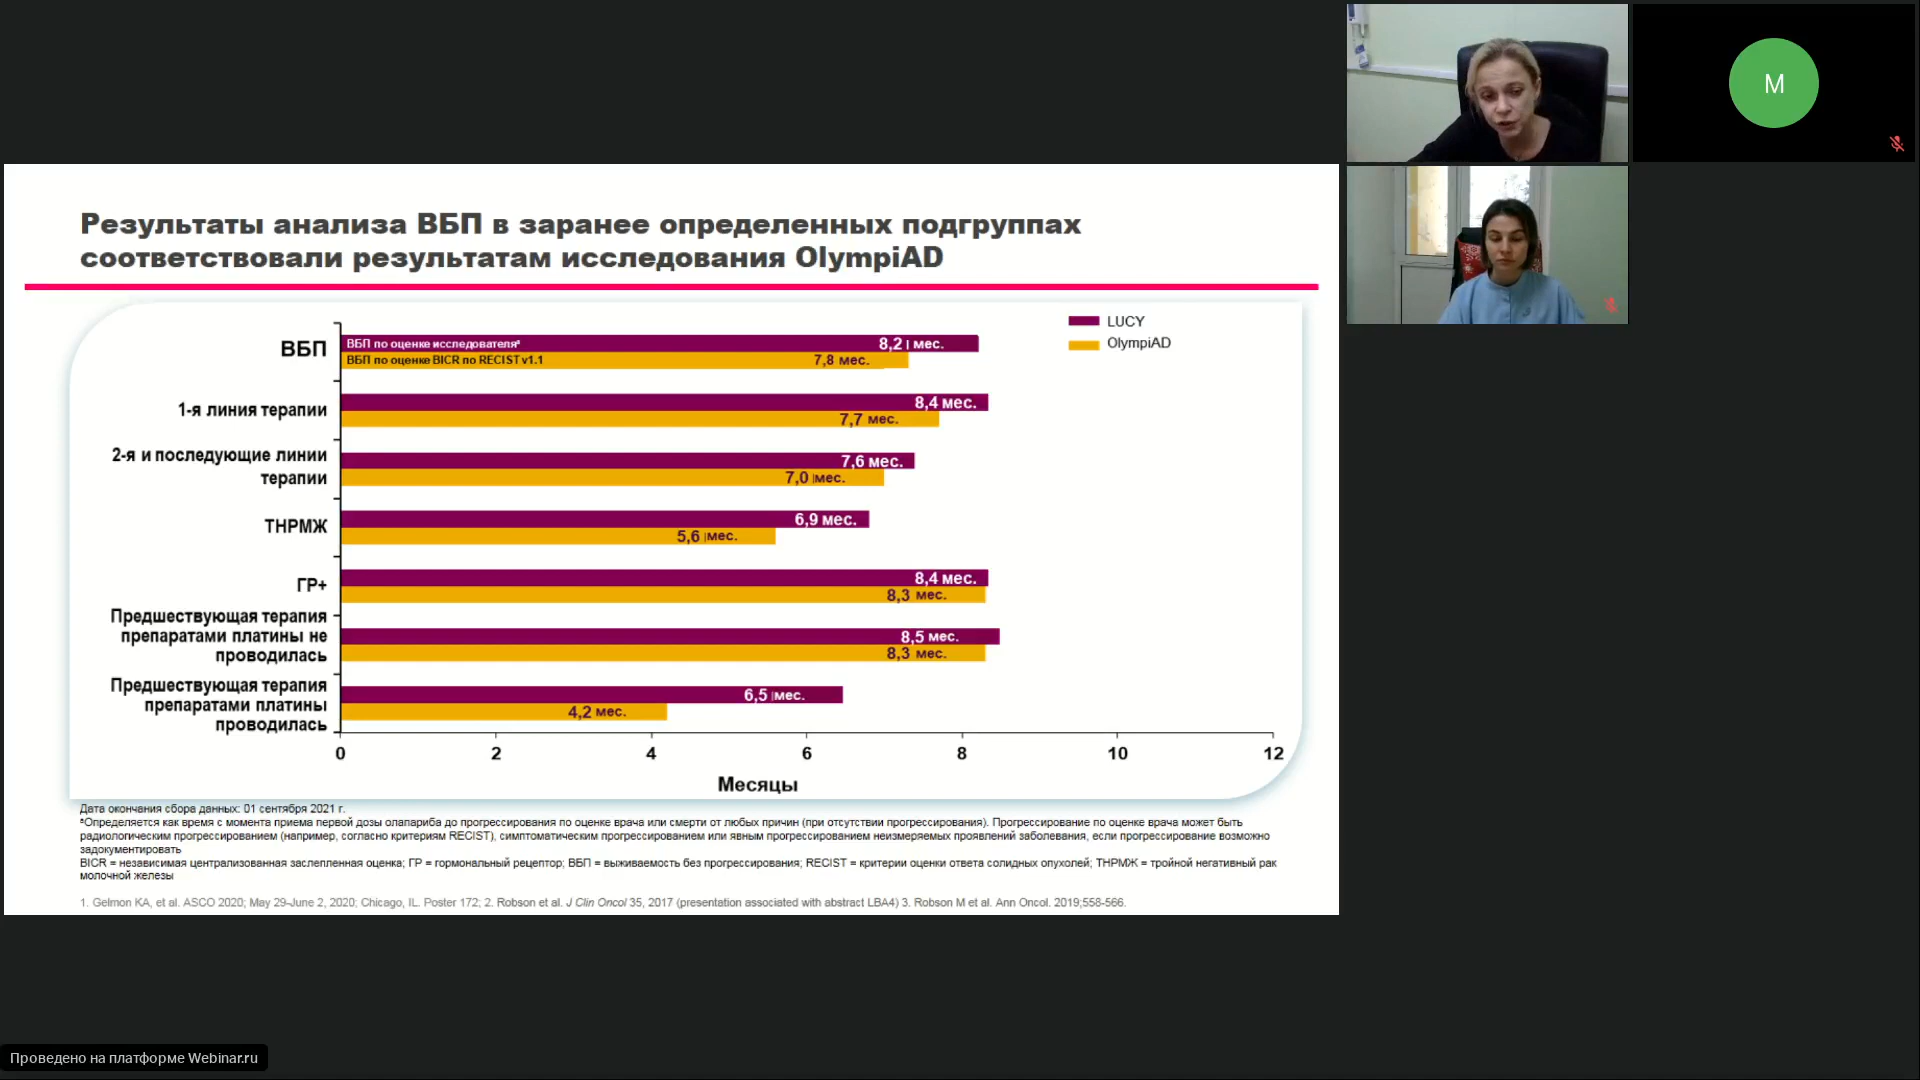 M
Результаты анализа ВБП в заранее определенных подгруппах
соответствовали результатам исследования OlympiAD
LUCY
OlympiAD
ВБП
ВБП по оценке исследователяª
8,2 мес.
ВБП по оценке BICR по RECIST v1.1
7,8 мес.
1-я линия терапии
8,4 мес.
7,7 мес.
2-я и последующие линии
терапии
7,6 мес.
7,0 мес.
ТНРМЖ
6,9 мес.
5,6 мес.
ГР+
8,4 мес.
8,3 мес.
Предшествующая терапия
препаратами платины не
проводилась
8,5 мес.
8,3 мес.
Предшествующая терапия
препаратами платины
проводилась
6,5 мес.
4,2 мес.
0 2 4 6 8 10 12
Месяцы
Дата окончания сбора данных: 01 сентября 2021 г.
ªОпределяется как время с момента приема первой дозы олапариба до прогрессирования по оценке врача или смерти от любых причин (при отсутствии прогрессирования). Прогрессирование по оценке врача может быть
радиологическим прогрессированием (например, согласно критериям RECIST), симптоматическим прогрессированием или явным прогрессированием неизмеряемых проявлений заболевания, если прогрессирование возможно
задокументировать
BICR = независимая централизованная заслепленная оценка; ГР = гормональный рецептор; ВБП = выживаемость без прогрессирования; RECIST = критерии оценки ответа солидных опухолей; ТНРМЖ = тройной негативный рак
молочной железы
1. Gelmon KA, et al. ASCO 2020; May 29-June 2, 2020; Chicago, IL. Poster 172; 2. Robson et al. J Clin Oncol 35, 2017 (presentation associated with abstract LBA4) 3. Robson M et al. Ann Oncol. 2019;558-566.
Проведено на платформе Webinar.ru